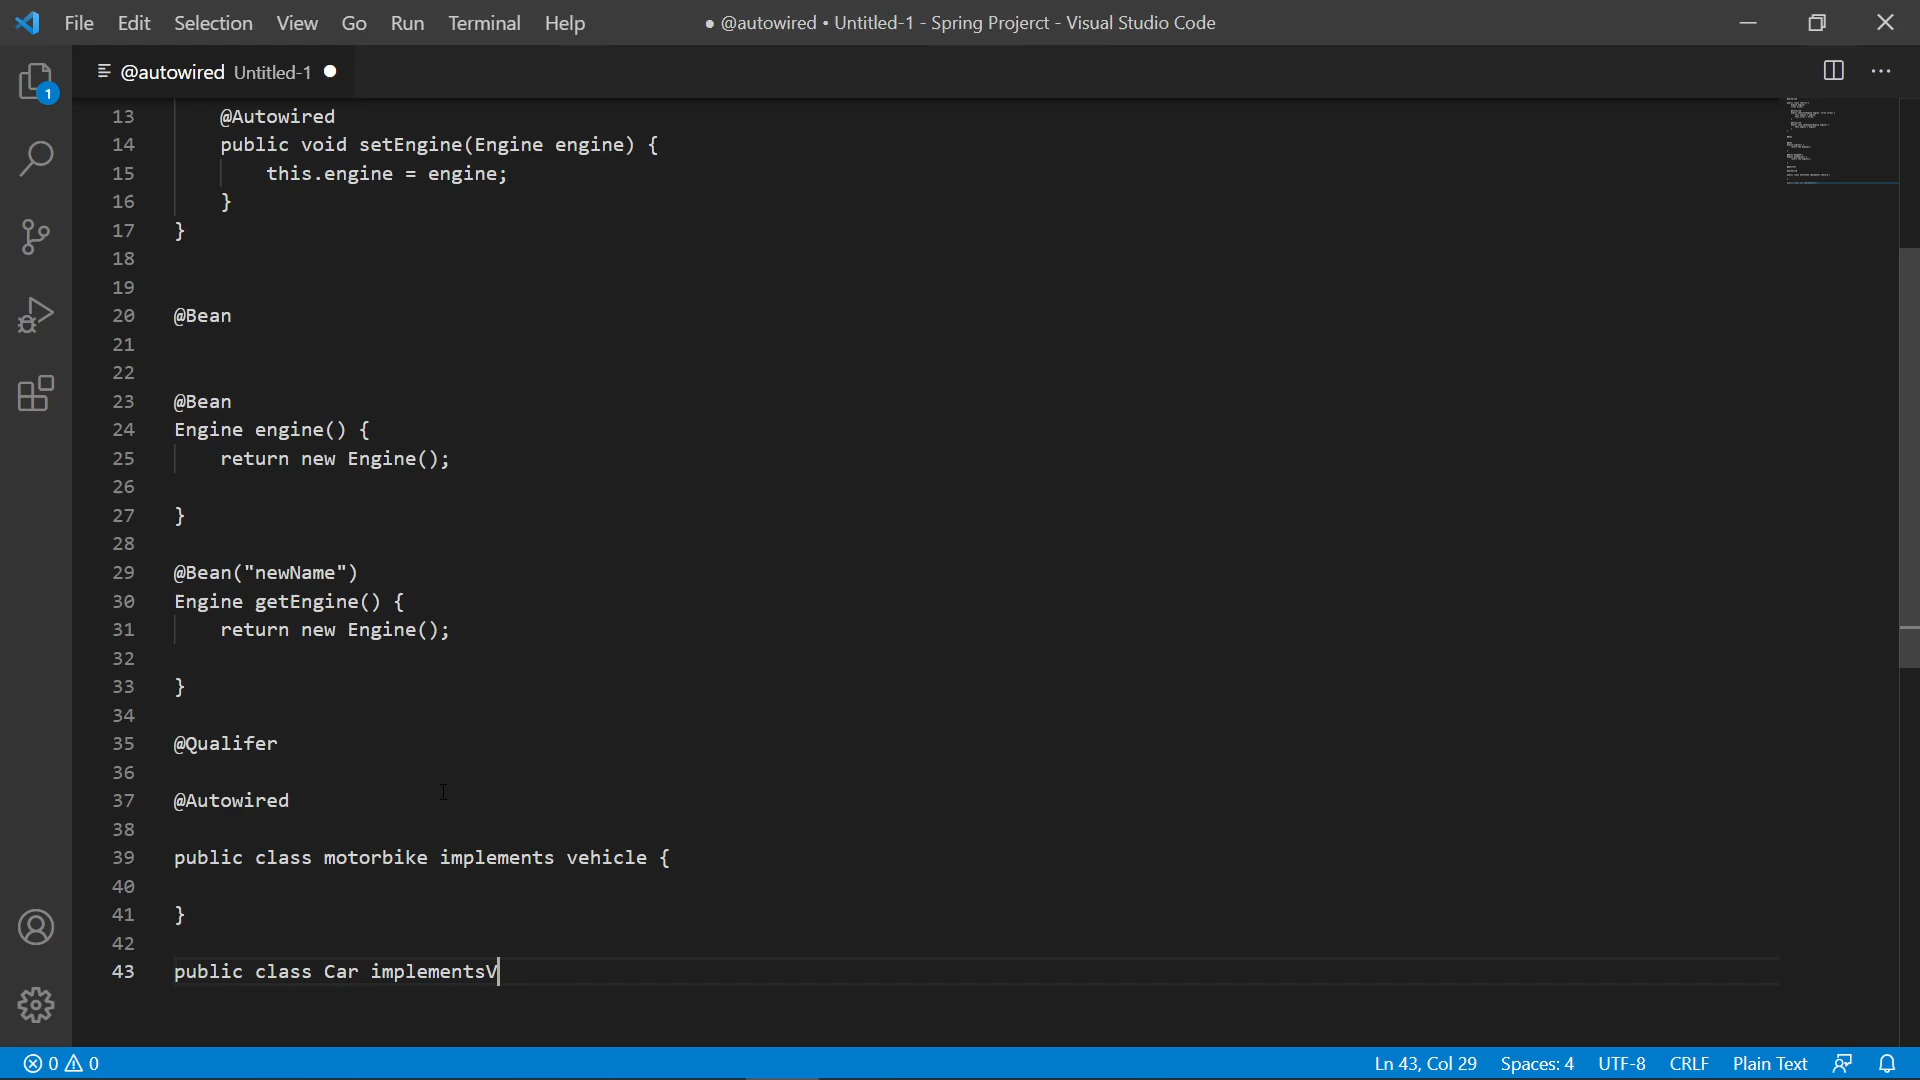 File Edit Selection View Go Run Terminal Help
● @autowired • Untitled-1 - Spring Projerct - Visual Studio Code
@autowired Untitled-1
1
13 @Autowired
14 public void setEngine(Engine engine) {
15 this.engine = engine;
16 }
17 }
18
19
20 @Bean
21
22
23 @Bean
24 Engine engine() {
25 return new Engine();
26
27 }
28
29 @Bean("newName")
30 Engine getEngine() {
31 return new Engine();
32
33 }
34
35 @Qualifer
36
37 @Autowired
38
39 public class motorbike implements vehicle {
40
41 }
42
43 public class Car implementsV
0 0 Ln 43, Col 29 Spaces: 4 UTF-8 CRLF Plain Text